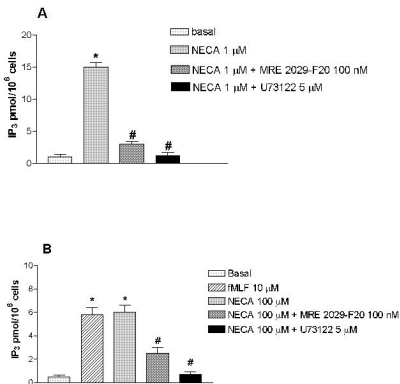 A
basal
NECA 1 µM
NECA 1 µM + MRE 2029-F20 100 nM
NECA 1 µM + U73122 5 µM
IP3 pmol/10⁶ cells
20
15
10
5
0
*
#
#
B
Basal
fMLF 10 µM
NECA 100 µM
NECA 100 µM + MRE 2029-F20 100 nM
NECA 100 µM + U73122 5 µM
IP3 pmol/10⁶ cells
10
8
6
4
2
0
*
*
#
#